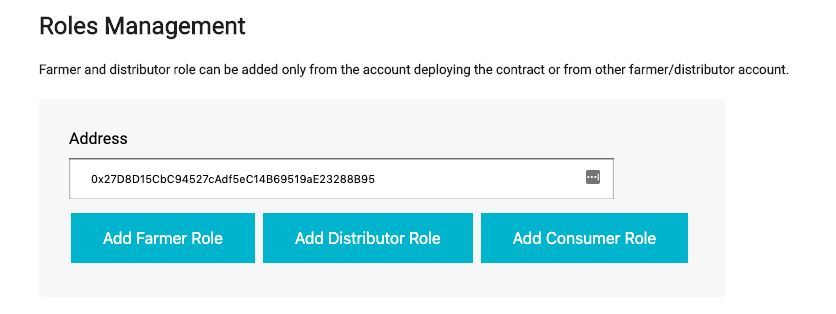 Roles Management
Farmer and distributor role can be added only from the account deploying the contract or from other farmer/distributor account.
Address
0x27D8D15CbC94527cAdf5eC14B69519aE23288B95
Add Farmer Role
Add Distributor Role
Add Consumer Role